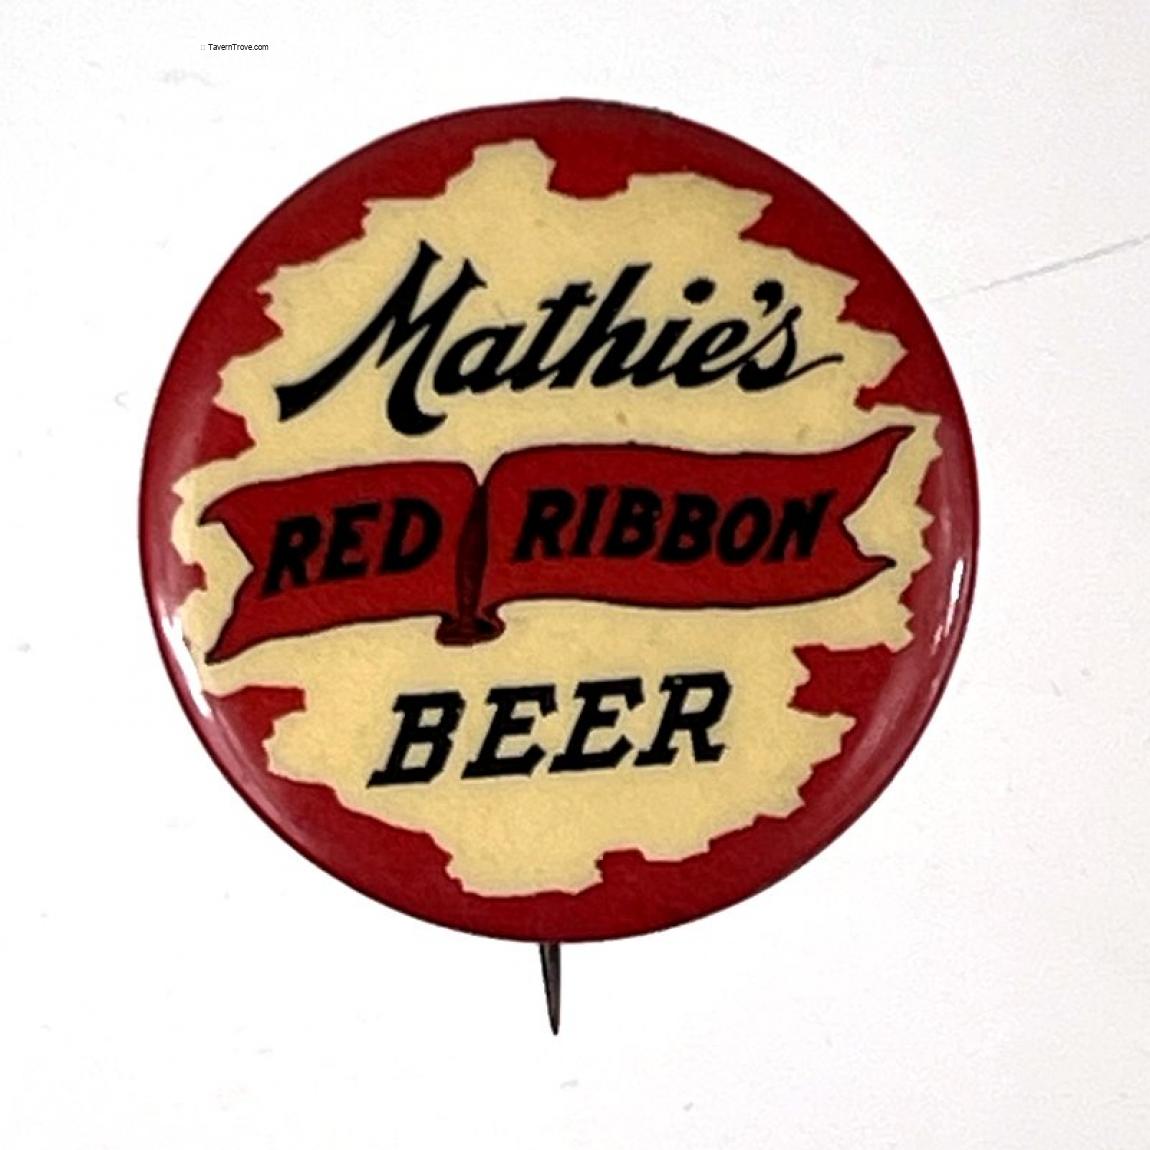 :: TavernTrove.com
Mathie's
RED RIBBON
BEER